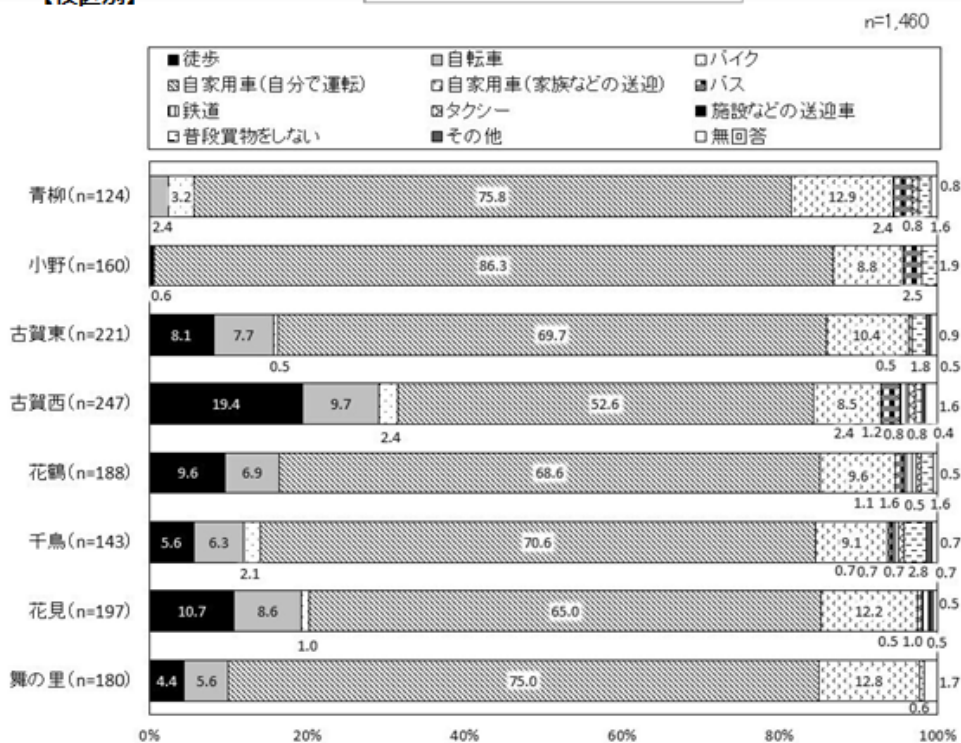 【校区別】
n=1,460
■徒歩 自転車 バイク
自家用車(自分で運転) 自家用車(家族などの送迎) バス
鉄道 タクシー ■施設などの送迎車
普段買物をしない その他 無回答
青柳(n=124) 3.2 75.8 12.9 0.8
2.4 2.4 0.8 1.6
小野(n=160) 86.3 8.8 1.9
0.6 2.5
古賀東(n=221) 8.1 7.7 69.7 10.4 0.9
0.5 0.5 1.8 0.5
古賀西(n=247) 19.4 9.7 52.6 8.5 1.6
2.4 2.4 1.2 0.8 0.8 0.4
花鶴(n=188) 9.6 6.9 68.6 9.6 0.5
1.1 1.6 0.5 1.6
千鳥(n=143) 5.6 6.3 70.6 9.1 0.7
2.1 0.7 0.7 0.7 2.8 0.7
花見(n=197) 10.7 8.6 65.0 12.2 0.5
1.0 0.5 1.0 0.5
舞の里(n=180) 4.4 5.6 75.0 12.8 1.7
0.6
0% 20% 40% 60% 80% 100%